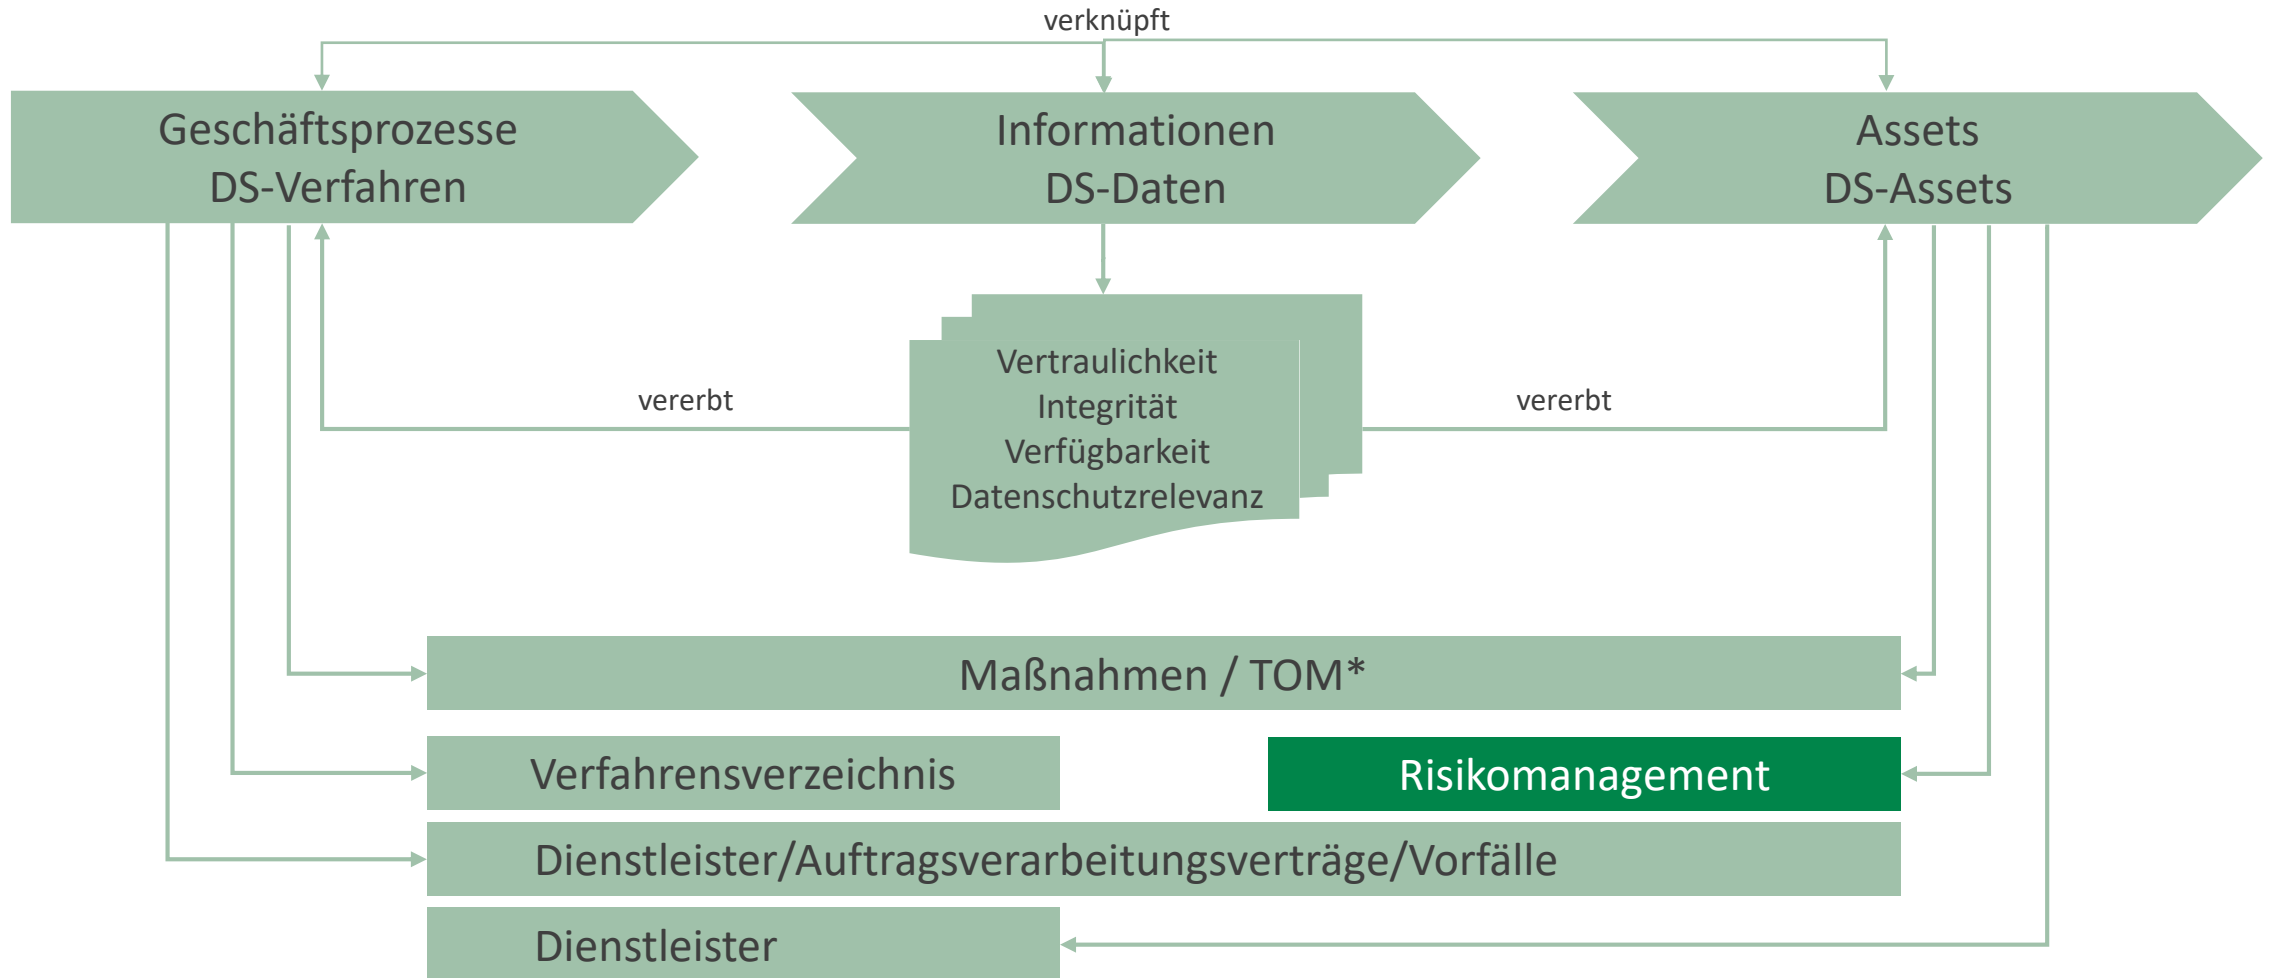 verknüpft
Geschäftsprozesse
DS-Verfahren
Informationen
DS-Daten
Assets
DS-Assets
Vertraulichkeit
Integrität
Verfügbarkeit
Datenschutzrelevanz
vererbt
vererbt
Maßnahmen / TOM*
Verfahrensverzeichnis
Risikomanagement
Dienstleister/Auftragsverarbeitungsverträge/Vorfälle
Dienstleister